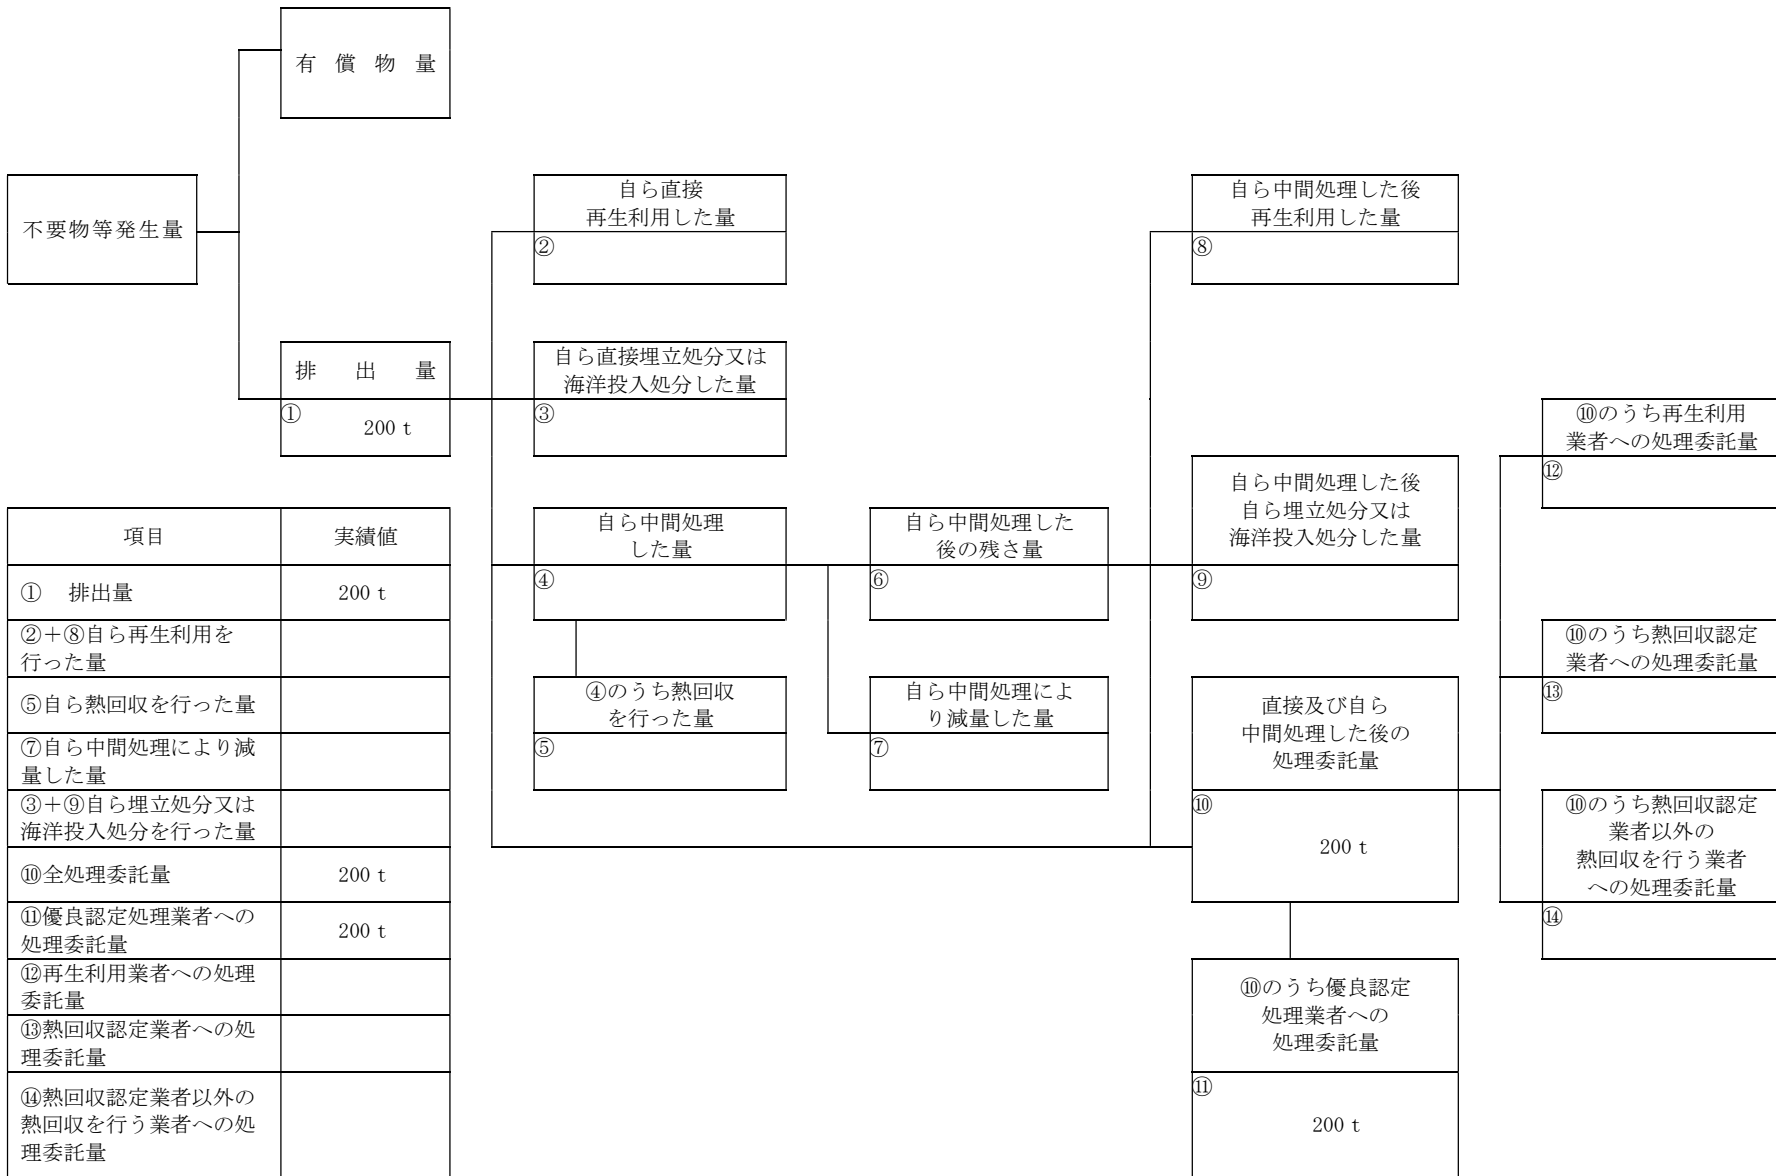 有償物量
不要物等発生量
自ら直接
再生利用した量
②
自ら中間処理した後
再生利用した量
⑧
排出量
①
200 t
自ら直接埋立処分又は
海洋投入処分した量
③
⑩のうち再生利用
業者への処理委託量
⑫
自ら中間処理した後
自ら埋立処分又は
海洋投入処分した量
⑨
自ら中間処理
した量
④
自ら中間処理した
後の残さ量
⑥
⑩のうち熱回収認定
業者への処理委託量
⑬
④のうち熱回収
を行った量
⑤
自ら中間処理によ
り減量した量
⑦
直接及び自ら
中間処理した後の
処理委託量
⑩
200 t
⑩のうち熱回収認定
業者以外の
熱回収を行う業者
への処理委託量
⑭
⑩のうち優良認定
処理業者への
処理委託量
⑪
200 t
項目 実績値
① 排出量 200 t
②+⑧自ら再生利用を
行った量
⑤自ら熱回収を行った量
⑦自ら中間処理により減
量した量
③+⑨自ら埋立処分又は
海洋投入処分を行った量
⑩全処理委託量 200 t
⑪優良認定処理業者への
処理委託量 200 t
⑫再生利用業者への処理
委託量
⑬熱回収認定業者への処
理委託量
⑭熱回収認定業者以外の
熱回収を行う業者への処
理委託量